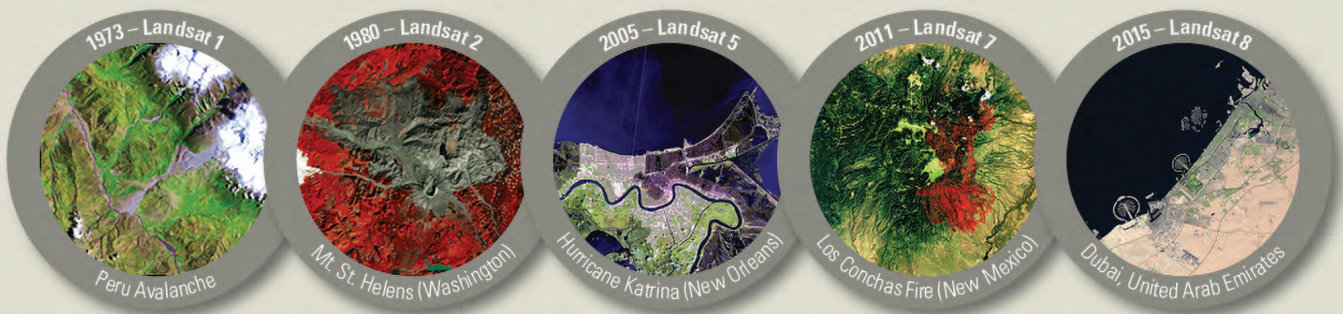 1973 – Landsat 1
Peru Avalanche
1980 – Landsat 2
Mt. St. Helens (Washington)
2005 – Landsat 5
Hurricane Katrina (New Orleans)
2011 – Landsat 7
Los Conchas Fire (New Mexico)
2015 – Landsat 8
Dubai, United Arab Emirates